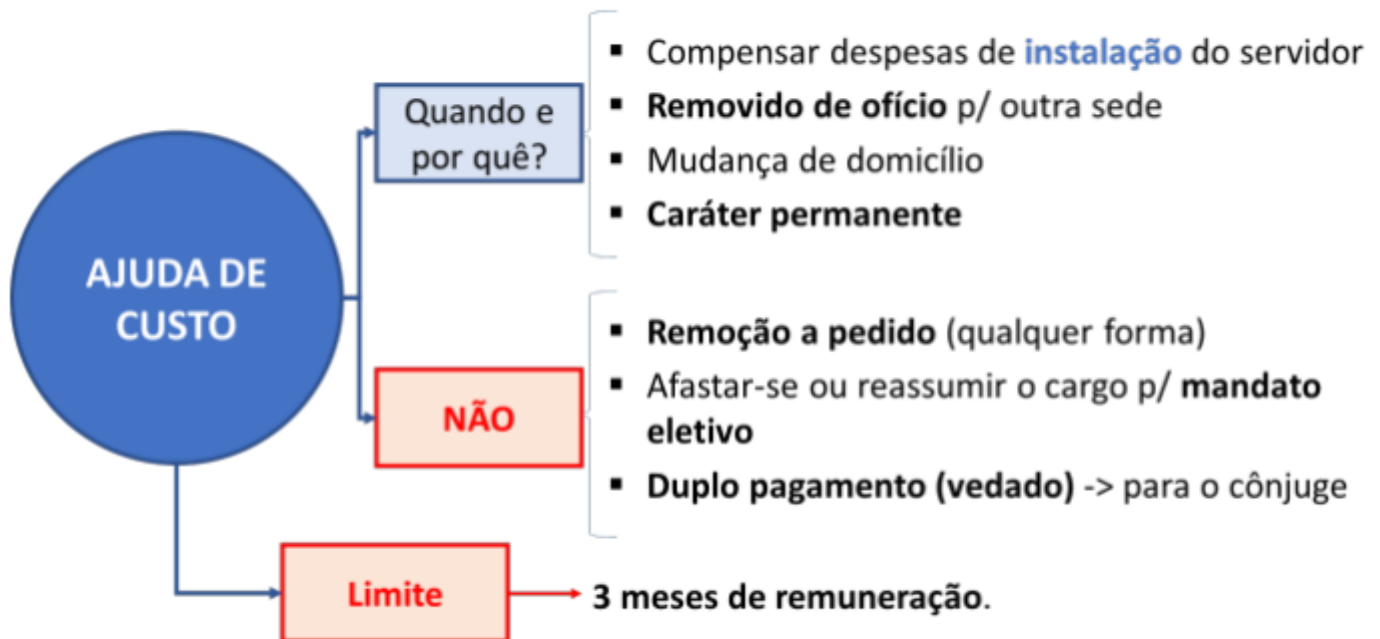 AJUDA DE
CUSTO
Quando e
por quê?
▪ Compensar despesas de instalação do servidor
▪ Removido de ofício p/ outra sede
▪ Mudança de domicílio
▪ Caráter permanente
NÃO
▪ Remoção a pedido (qualquer forma)
▪ Afastar-se ou reassumir o cargo p/ mandato
eletivo
▪ Duplo pagamento (vedado) -> para o cônjuge
Limite
3 meses de remuneração.